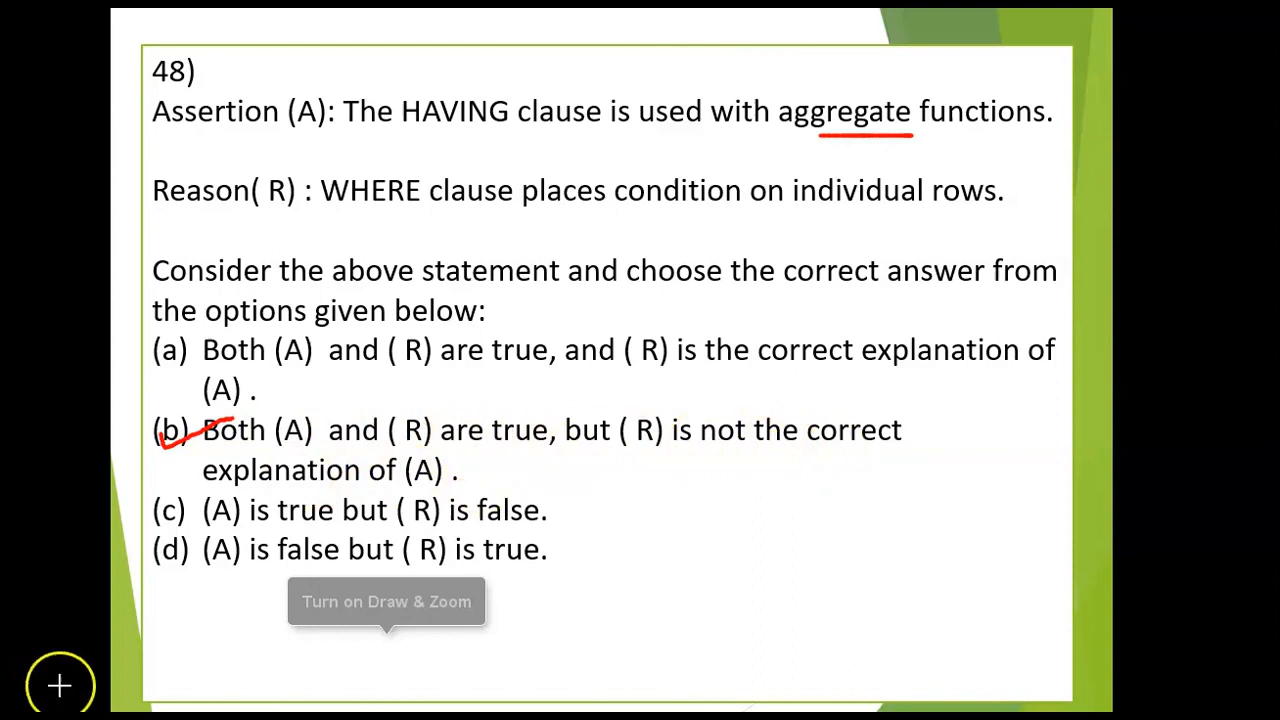 48)
Assertion (A): The HAVING clause is used with aggregate functions.
Reason( R) : WHERE clause places condition on individual rows.
Consider the above statement and choose the correct answer from
the options given below:
(a) Both (A) and ( R) are true, and ( R) is the correct explanation of
(A) .
(b) Both (A) and ( R) are true, but ( R) is not the correct
explanation of (A) .
(c) (A) is true but ( R) is false.
(d) (A) is false but ( R) is true.
Turn on Draw & Zoom